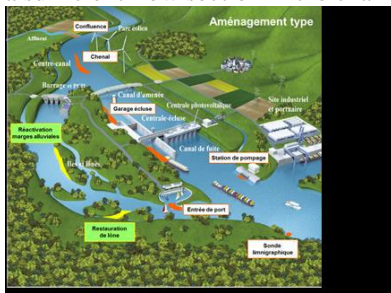 Aménagement type
Confluence
Parc éolien
Affluent
Chenal
Contre-canal
Barrage
Canal d'amenée
Garage écluse
Centrale photovoltaïque
Centrale-écluse
Site industriel
et portuaire
Réactivation
marges alluviales
Canal de fuite
Station de pompage
Iles et lônes
Entrée de port
Restauration
de lône
Sonde
limnigraphique